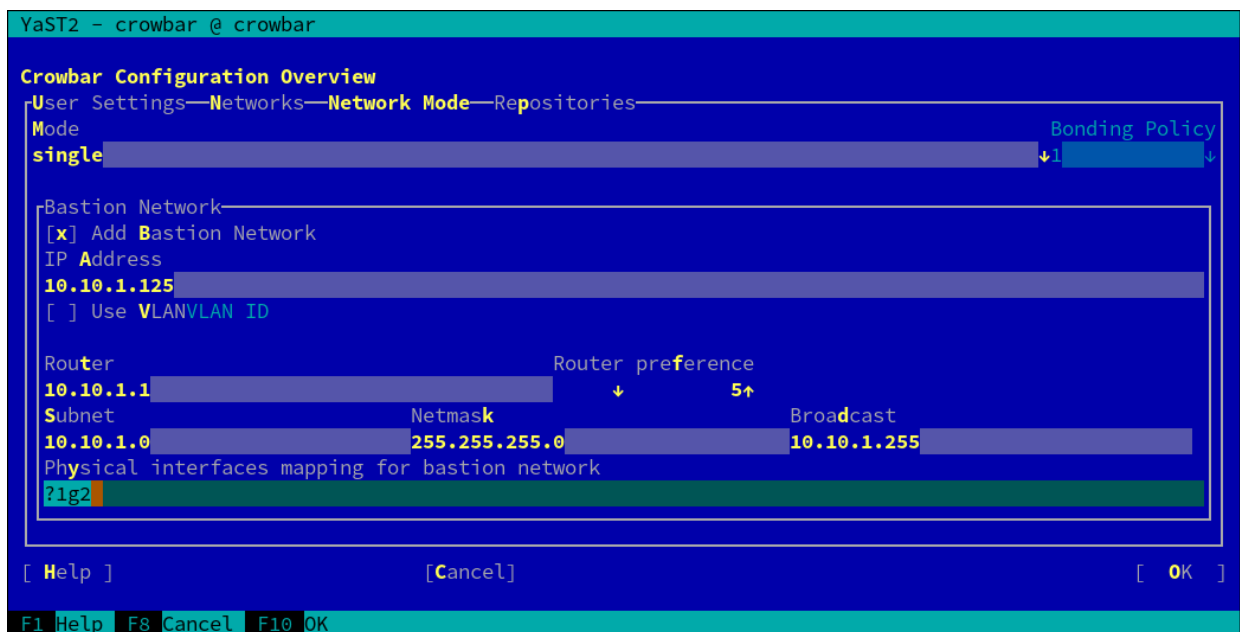 YaST2 - crowbar @ crowbar
Crowbar Configuration Overview
User Settings—Networks—Network Mode—Repositories
Mode Bonding Policy
single ↓1 ↓
Bastion Network
[x] Add Bastion Network
IP Address
10.10.1.125
[ ] Use VLANVLAN ID
Router Router preference
10.10.1.1 ↓ 5↑
Subnet Netmask Broadcast
10.10.1.0 255.255.255.0 10.10.1.255
Physical interfaces mapping for bastion network
?1g2
[ Help ] [Cancel] [ OK ]
F1 Help F8 Cancel F10 OK